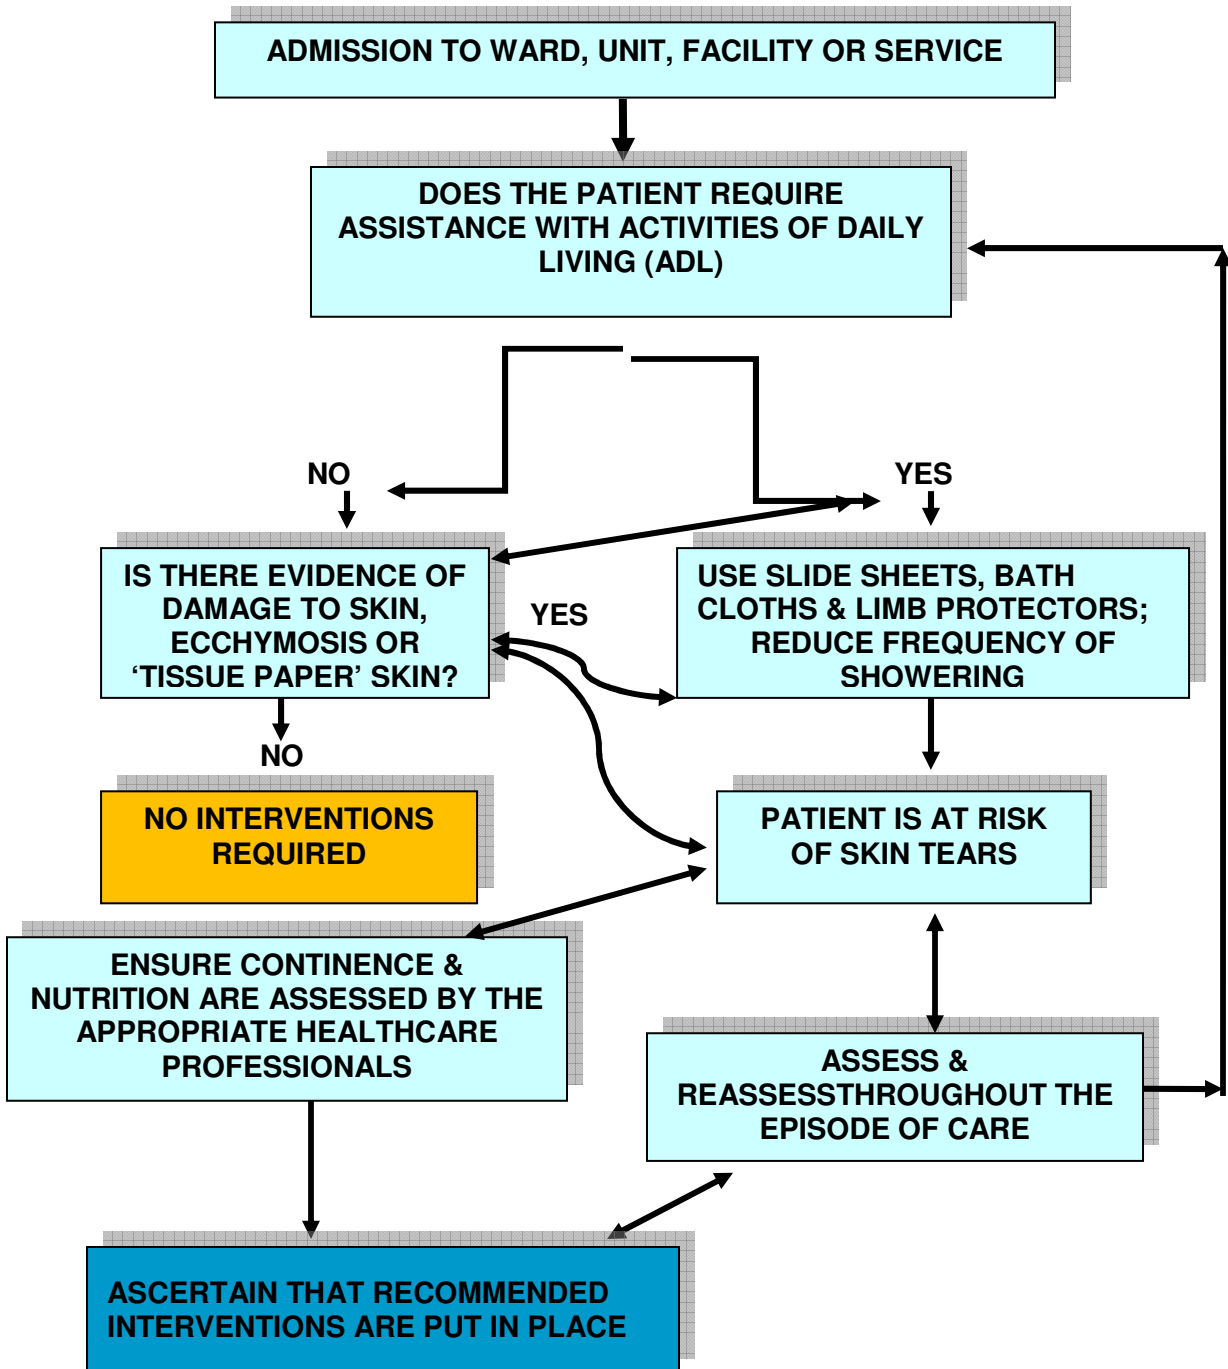 ADMISSION TO WARD, UNIT, FACILITY OR SERVICE
DOES THE PATIENT REQUIRE
ASSISTANCE WITH ACTIVITIES OF DAILY
LIVING (ADL)
NO
YES
IS THERE EVIDENCE OF
DAMAGE TO SKIN,
ECCHYMOSIS OR
‘TISSUE PAPER’ SKIN?
YES
USE SLIDE SHEETS, BATH
CLOTHS & LIMB PROTECTORS;
REDUCE FREQUENCY OF
SHOWERING
NO
NO INTERVENTIONS
REQUIRED
PATIENT IS AT RISK
OF SKIN TEARS
ENSURE CONTINENCE &
NUTRITION ARE ASSESSED BY THE
APPROPRIATE HEALTHCARE
PROFESSIONALS
ASSESS &
REASSESSTHROUGHOUT THE
EPISODE OF CARE
ASCERTAIN THAT RECOMMENDED
INTERVENTIONS ARE PUT IN PLACE